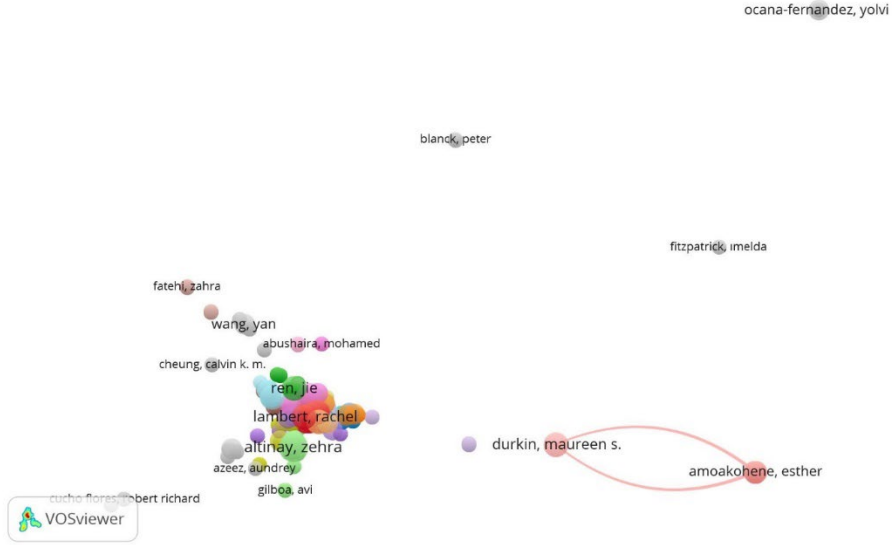 ocana-fernandez, yolvi
blanck, peter
fitzpatrick, imelda
fatehi, zahra
wang, yan
abushaira, mohamed
cheung, calvin k. m.
ren, jie
lambert, rachel
altinay, zehra
durkin, maureen s.
azeez, aundrey
amoakohene, esther
gilboa, avi
cucho flores, robert richard
VOSviewer